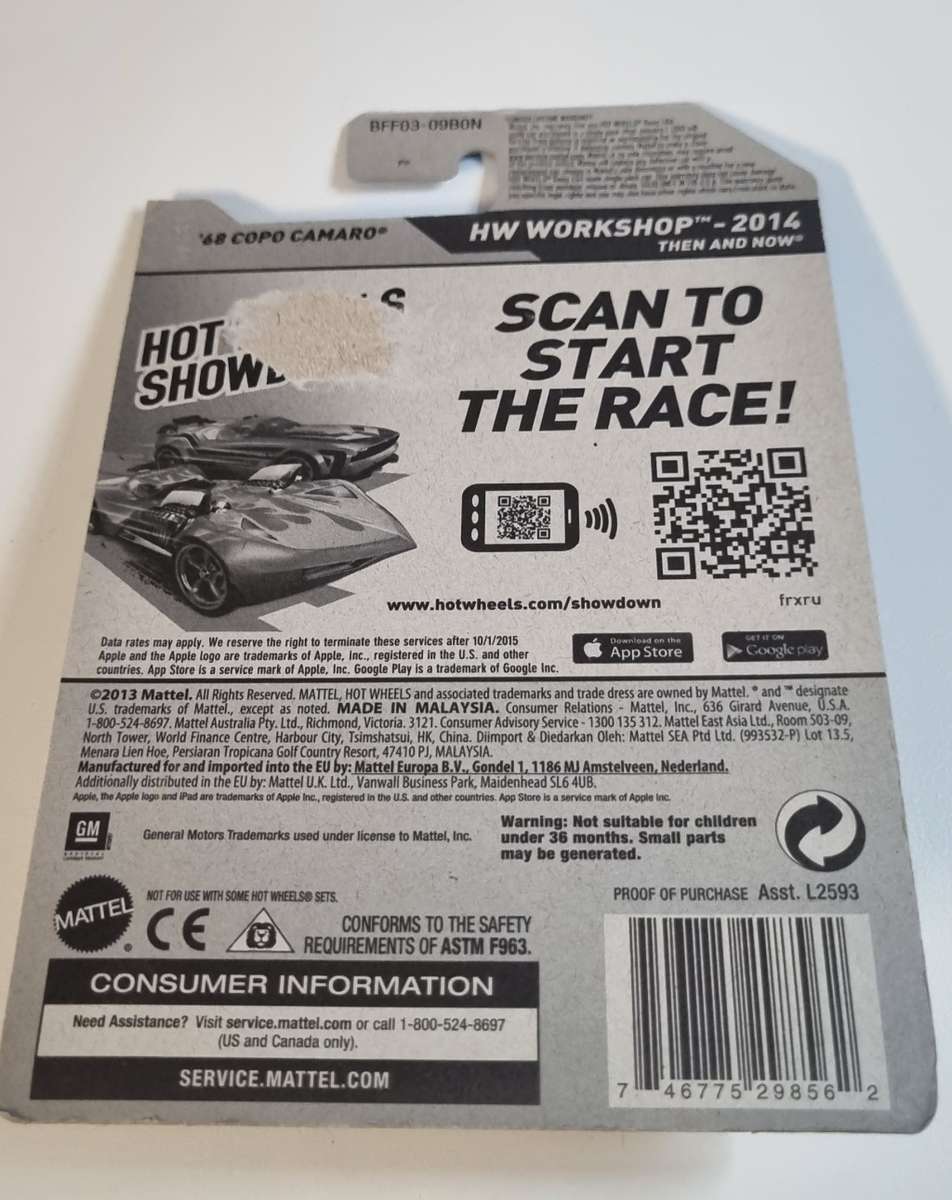 BFF03-09B0N
'68 COPO CAMARO®
HW WORKSHOP™ - 2014
THEN AND NOW®
HOT S
SHOW
SCAN TO
START
THE RACE!
www.hotwheels.com/showdown
frxru
Data rates may apply. We reserve the right to terminate these services after 10/1/2015
Apple and the Apple logo are trademarks of Apple, Inc., registered in the U.S. and other
countries. App Store is a service mark of Apple, Inc. Google Play is a trademark of Google Inc.
Download on the
App Store
GET IT ON
Google play
©2013 Mattel. All Rights Reserved. MATTEL, HOT WHEELS and associated trademarks and trade dress are owned by Mattel. ® and ™ designate
U.S. trademarks of Mattel, except as noted. MADE IN MALAYSIA. Consumer Relations - Mattel, Inc., 636 Girard Avenue, U.S.A.
1-800-524-8697. Mattel Australia Pty. Ltd., Richmond, Victoria. 3121. Consumer Advisory Service - 1300 135 312. Mattel East Asia Ltd., Room 503-09,
North Tower, World Finance Centre, Harbour City, Tsimshatsui, HK, China. Diimport & Diedarkan Oleh: Mattel SEA Ptd Ltd. (993532-P) Lot 13.5,
Menara Lien Hoe, Persiaran Tropicana Golf Country Resort, 47410 PJ, MALAYSIA.
Manufactured for and imported into the EU by: Mattel Europa B.V., Gondel 1, 1186 MJ Amstelveen, Nederland.
Additionally distributed in the EU by: Mattel U.K. Ltd., Vanwall Business Park, Maidenhead SL6 4UB.
Apple, the Apple logo and iPad are trademarks of Apple Inc., registered in the U.S. and other countries. App Store is a service mark of Apple Inc.
GM
General Motors Trademarks used under license to Mattel, Inc.
Warning: Not suitable for children
under 36 months. Small parts
may be generated.
PROOF OF PURCHASE Asst. L2593
MATTEL®
NOT FOR USE WITH SOME HOT WHEELS® SETS.
CE
CONFORMS TO THE SAFETY
REQUIREMENTS OF ASTM F963.
CONSUMER INFORMATION
Need Assistance? Visit service.mattel.com or call 1-800-524-8697
(US and Canada only).
SERVICE.MATTEL.COM
7 46775 29856 2